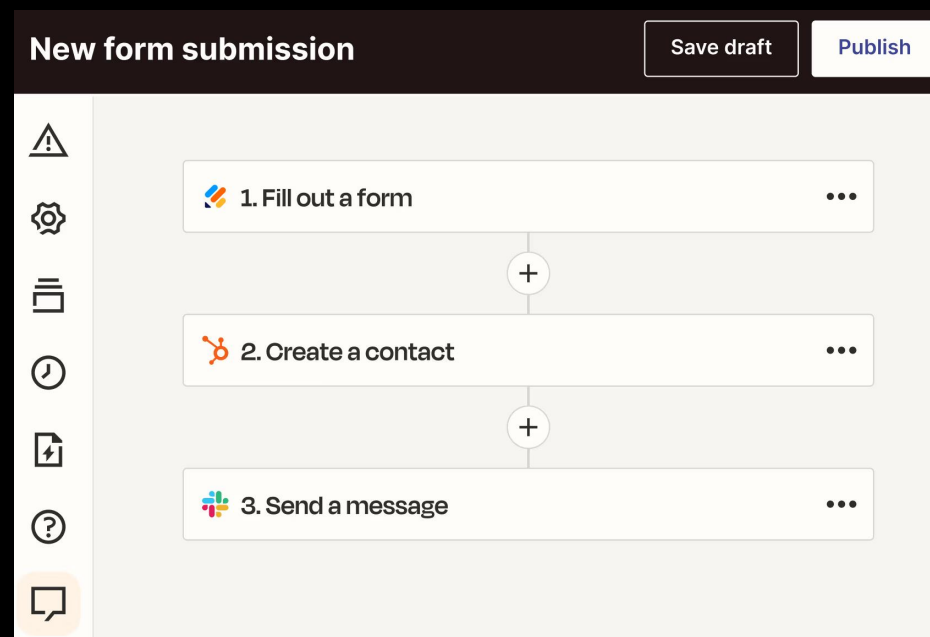 New form submission
Save draft
Publish
1. Fill out a form
2. Create a contact
3. Send a message